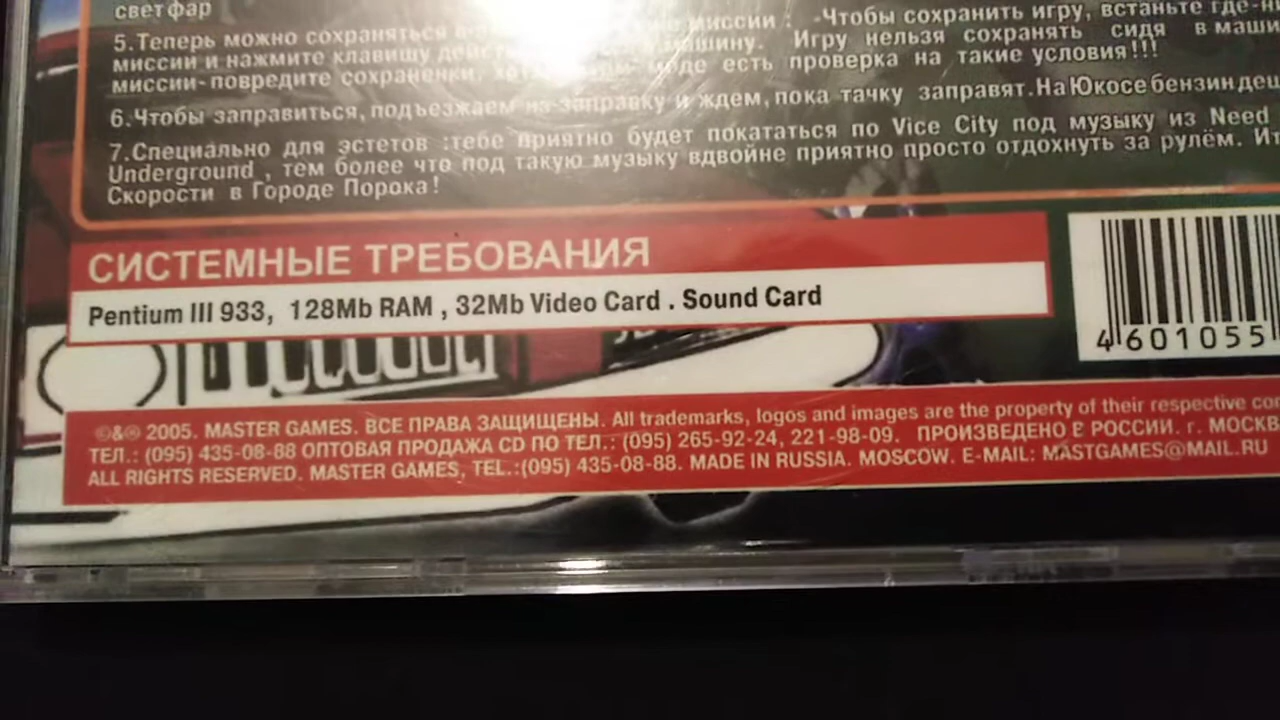 свет фар
5.Теперь можно сохраняться миссии : -Чтобы сохранить игру, встаньте где-
миссии и нажмите клавишу машину. Игру нельзя сохранять сидя в
миссии-повредите сохраненки, есть проверка на такие условия!!!
6.Чтобы заправиться, подъезжаем на заправку и ждем, пока тачку заправят.На Юкосе бензин
7.Специально для эстетов :тебе приятно будет покататься по Vice City под музыку из Need
Underground , тем более что под такую музыку вдвойне приятно просто отдохнуть за рулём.
Скорости в Городе Порока!
СИСТЕМНЫЕ ТРЕБОВАНИЯ
Pentium III 933, 128Mb RAM , 32Mb Video Card . Sound Card
4 601055
©&® 2005. MASTER GAMES. ВСЕ ПРАВА ЗАЩИЩЕНЫ. All trademarks, logos and images are the property of their respective
ТЕЛ.: (095) 435-08-88 ОПТОВАЯ ПРОДАЖА CD ПО ТЕЛ.: (095) 265-92-24, 221-98-09. ПРОИЗВЕДЕНО В РОССИИ. г. МОСКВ
ALL RIGHTS RESERVED. MASTER GAMES, TEL.:(095) 435-08-88. MADE IN RUSSIA. MOSCOW. E-MAIL: MASTGAMES@MAIL.RU